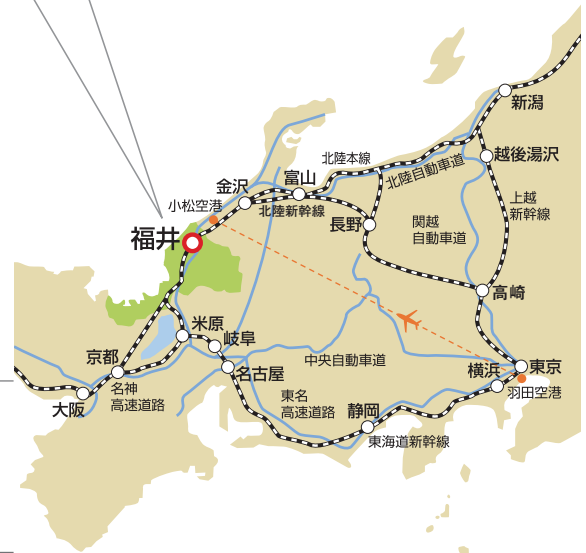 新潟
北陸本線
越後湯沢
北陸自動車道
富山
金沢
上越
新幹線
小松空港
北陸新幹線
長野
関越
自動車道
福井
高崎
米原
岐阜
京都
中央自動車道
東京
横浜
名古屋
名神
高速道路
羽田空港
東名
高速道路
大阪
静岡
東海道新幹線